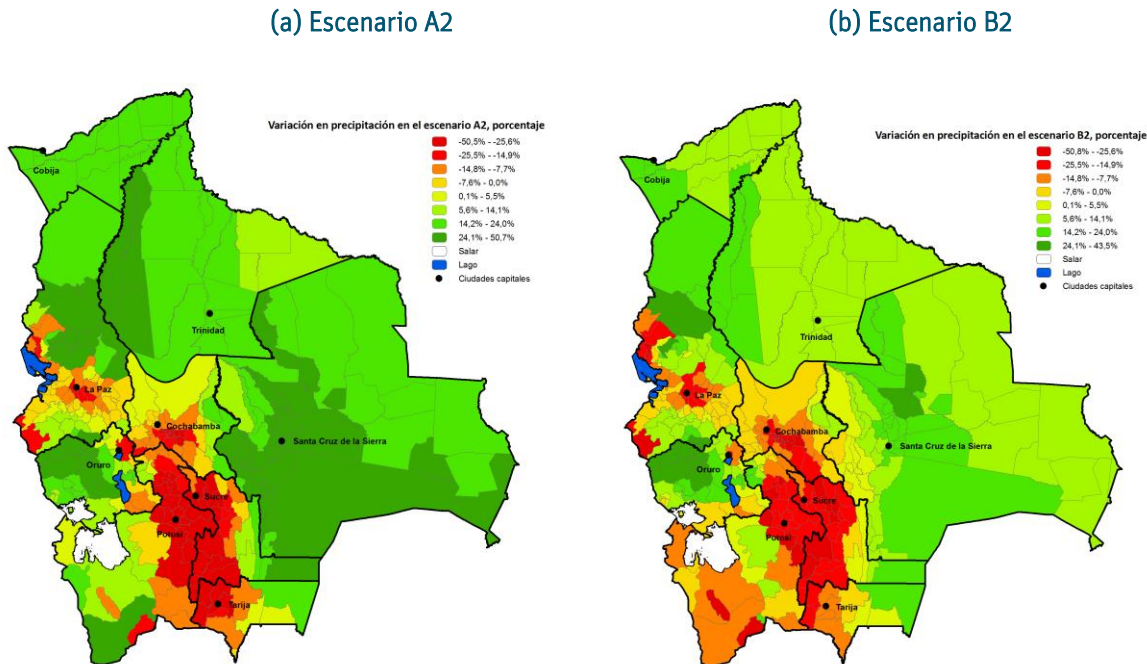 (a) Escenario A2
(b) Escenario B2
Variación en precipitación en el escenario A2, porcentaje
-50,5% - -25,6%
-25,5% - -14,9%
-14,8% - -7,7%
-7,6% - 0,0%
0,1% - 5,5%
5,6% - 14,1%
14,2% - 24,0%
24,1% - 50,7%
Salar
Lago
Ciudades capitales
Cobija
Trinidad
La Paz
Cochabamba
Santa Cruz de la Sierra
Oruro
Sucre
Potosí
Tarija
Variación en precipitación en el escenario B2, porcentaje
-50,8% - -25,6%
-25,5% - -14,9%
-14,8% - -7,7%
-7,6% - 0,0%
0,1% - 5,5%
5,6% - 14,1%
14,2% - 24,0%
24,1% - 43,5%
Salar
Lago
Ciudades capitales
Cobija
Trinidad
La Paz
Cochabamba
Santa Cruz de la Sierra
Oruro
Sucre
Potosí
Tarija